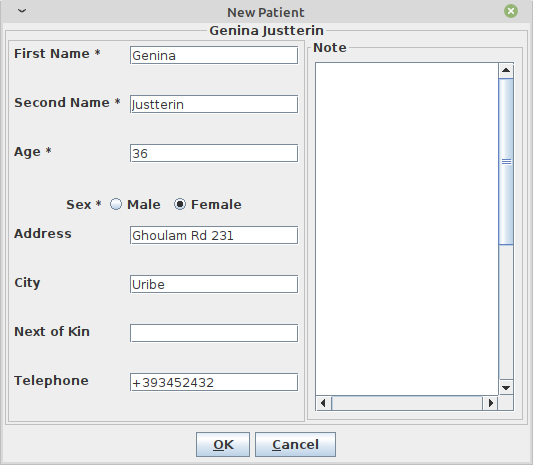 New Patient
Genina Justterin
First Name * Genina
Second Name * Justterin
Age * 36
Sex * Male Female
Address Ghoulam Rd 231
City Uribe
Next of Kin
Telephone +393452432
Note
OK Cancel